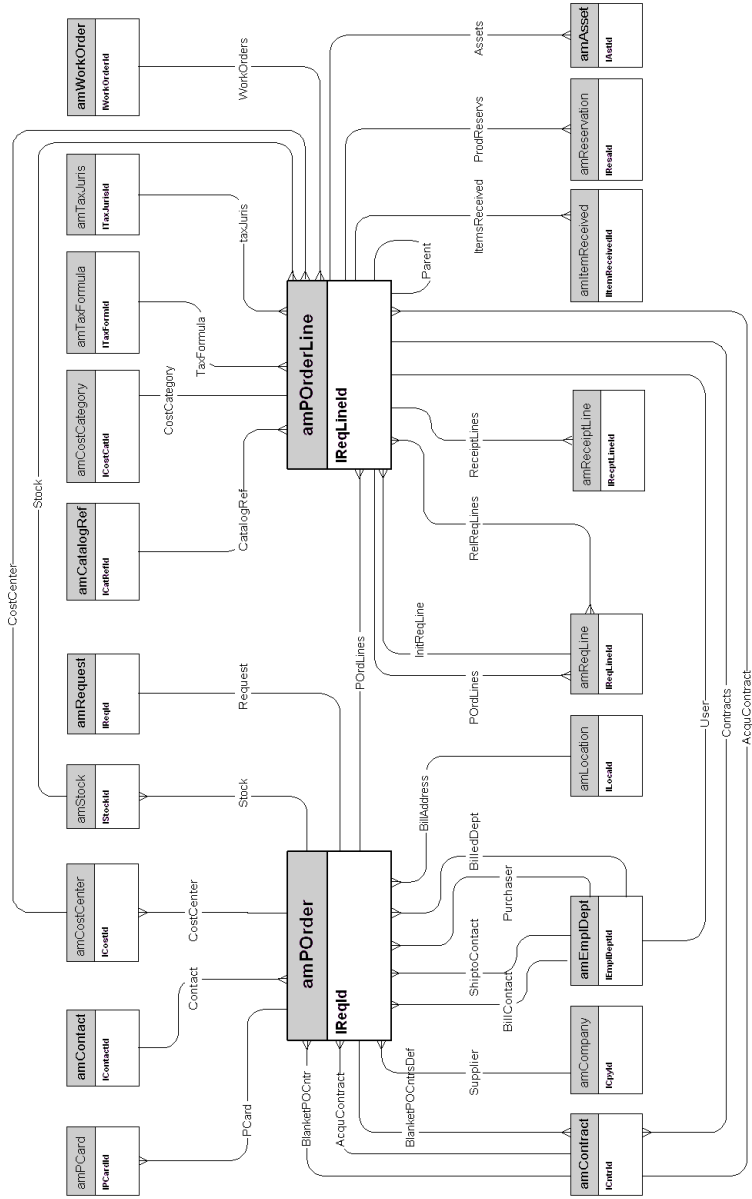 amWorkOrder
lWorkOrderId
WorkOrders
amTaxJuris
lTaxJurisId
taxJuris
amTaxFormula
lTaxFormId
TaxFormula
amCostCategory
lCostCatId
CostCategory
amCatalogRef
lCatRefId
CatalogRef
CostCenter
Stock
amRequest
lReqId
Request
amStock
lStockId
Stock
amCostCenter
lCostId
CostCenter
amContact
lContactId
Contact
amPCard
lPCardId
PCard
amPOrderLine
lReqLineId
Parent
amPOrder
lReqId
POrdLines
InitReqLine
POrdLines
RelReqLines
ReceiptLines
Assets
ProdReservs
ItemsReceived
amAsset
lAstId
amReservation
lResaId
amItemReceived
lItemReceivedId
amReceiptLine
lRecptLineId
amReqLine
lReqLineId
amLocation
lLocaId
BillAddress
BilledDept
Purchaser
ShiptoContact
BillContact
amEmplDept
lEmplDeptId
amCompany
lCpyId
Supplier
amContract
lCntrId
BlanketPOCntr
AcquContract
BlanketPOCntrsDef
User
Contracts
AcquContract